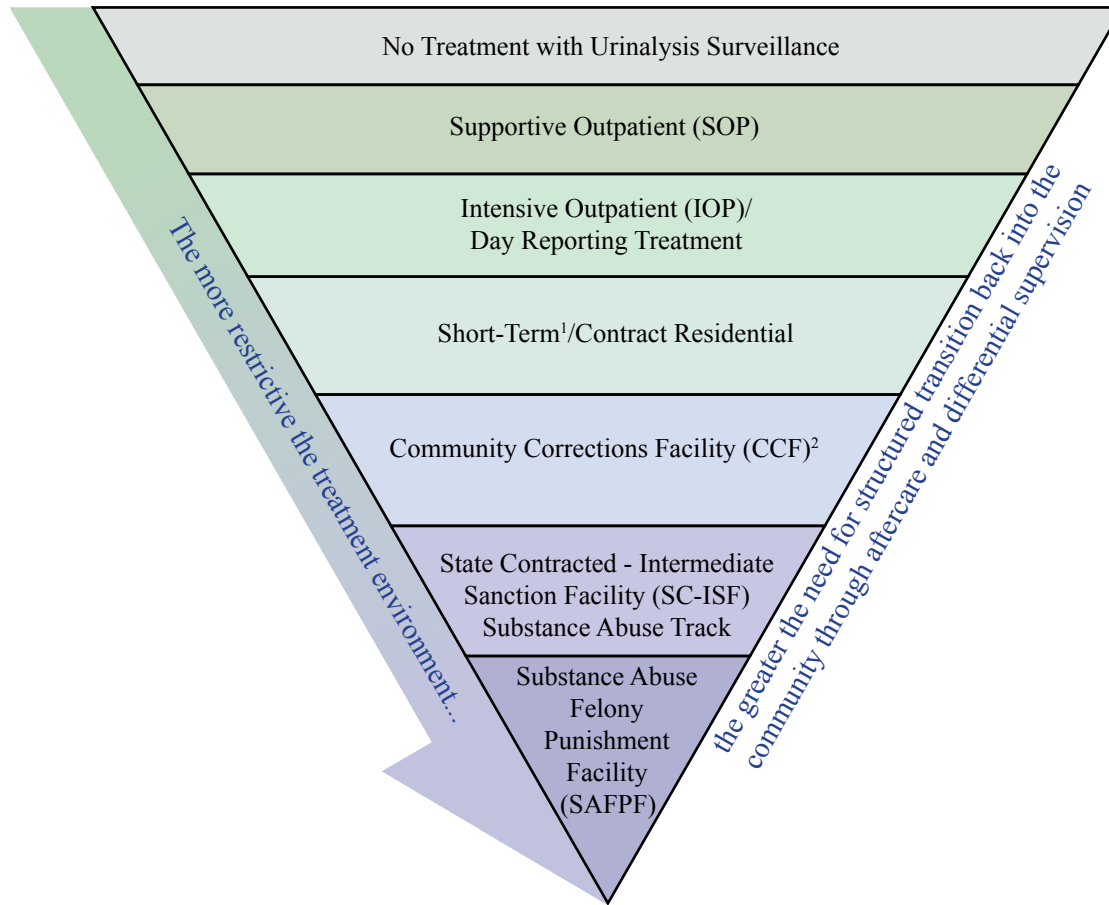 No Treatment with Urinalysis Surveillance
Supportive Outpatient (SOP)
Intensive Outpatient (IOP)/
Day Reporting Treatment
Short-Term¹/Contract Residential
Community Corrections Facility (CCF)²
State Contracted - Intermediate
Sanction Facility (SC-ISF)
Substance Abuse Track
Substance Abuse
Felony
Punishment
Facility
(SAFPF)
The more restrictive the treatment environment...
the greater the need for structured transition back into the
community through aftercare and differential supervision